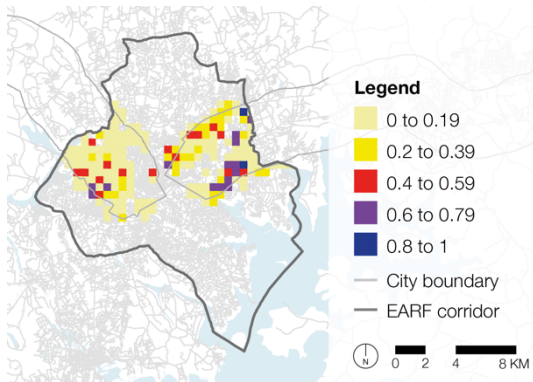 Legend
0 to 0.19
0.2 to 0.39
0.4 to 0.59
0.6 to 0.79
0.8 to 1
City boundary
EARF corridor
N
0 2 4 8 KM